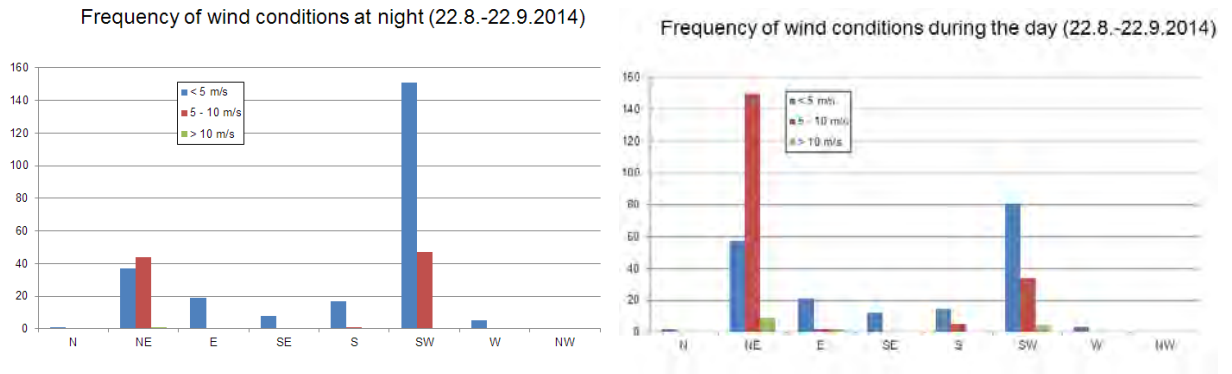 Frequency of wind conditions at night (22.8.-22.9.2014)
160
140
120
100
80
60
40
20
0
< 5 m/s
5 - 10 m/s
> 10 m/s
N NE E SE S SW W NW
Frequency of wind conditions during the day (22.8.-22.9.2014)
160
140
120
100
80
60
40
20
0
< 5 m/s
5 - 10 m/s
> 10 m/s
N NE E SE S SW W NW